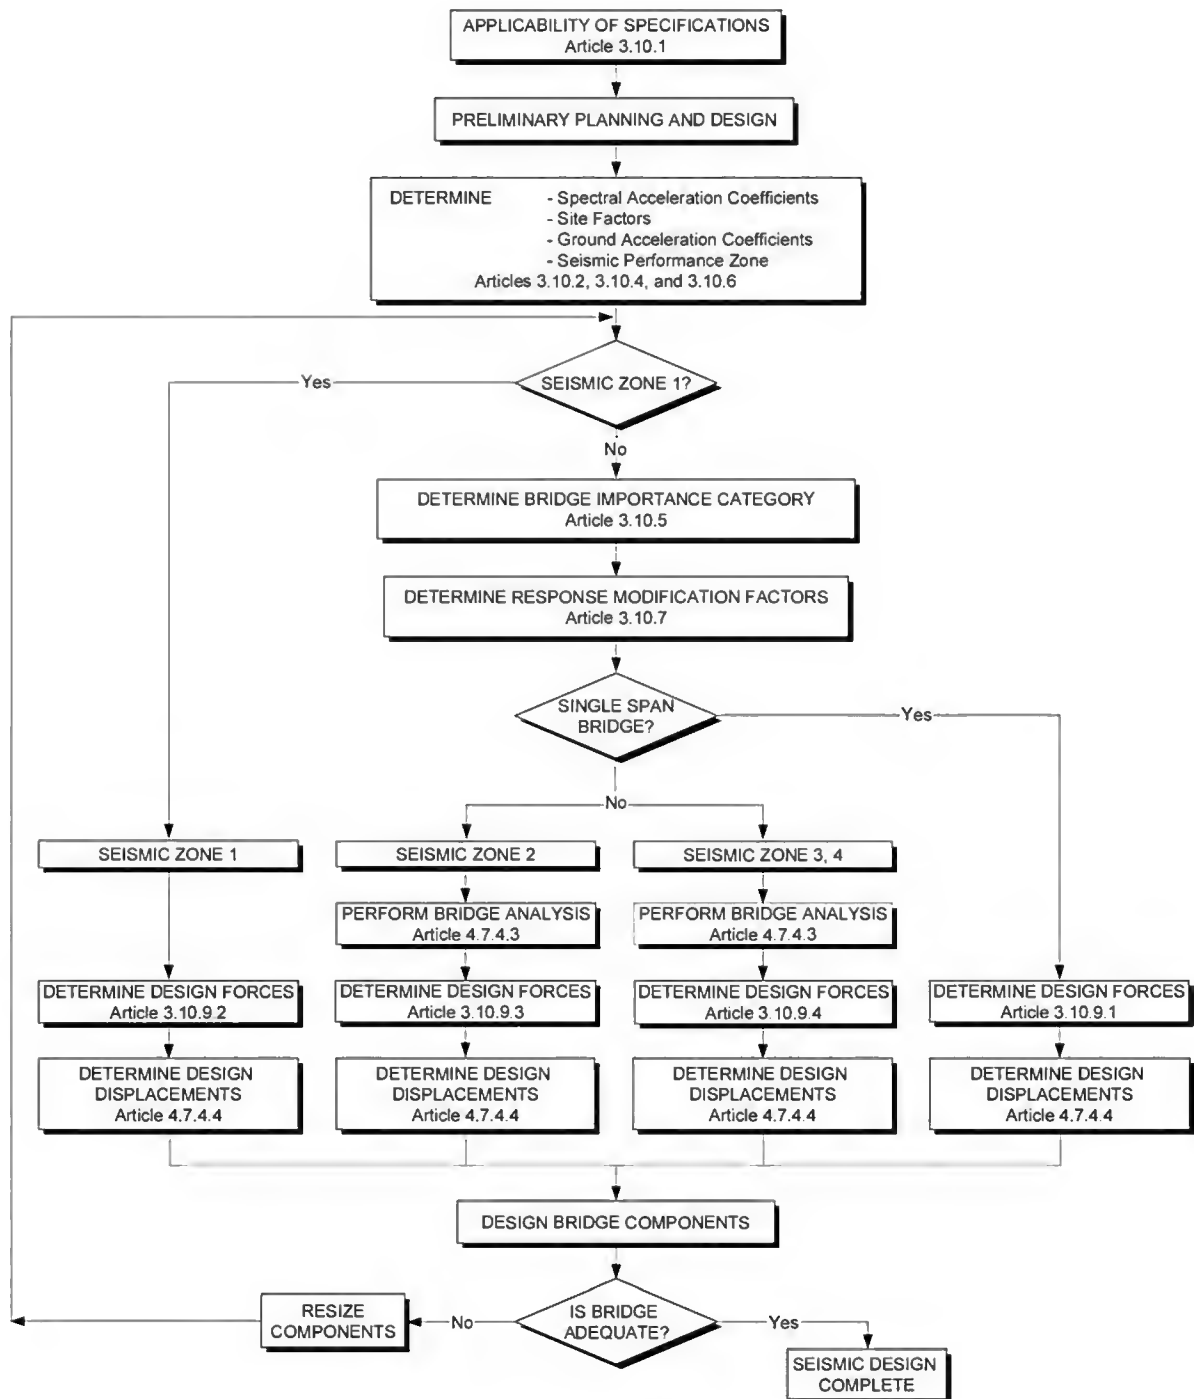 APPLICABILITY OF SPECIFICATIONS
Article 3.10.1
PRELIMINARY PLANNING AND DESIGN
DETERMINE - Spectral Acceleration Coefficients
- Site Factors
- Ground Acceleration Coefficients
- Seismic Performance Zone
Articles 3.10.2, 3.10.4, and 3.10.6
Yes
SEISMIC ZONE 1?
No
DETERMINE BRIDGE IMPORTANCE CATEGORY
Article 3.10.5
DETERMINE RESPONSE MODIFICATION FACTORS
Article 3.10.7
SINGLE SPAN
BRIDGE?
Yes
No
SEISMIC ZONE 1
SEISMIC ZONE 2
SEISMIC ZONE 3, 4
PERFORM BRIDGE ANALYSIS
Article 4.7.4.3
PERFORM BRIDGE ANALYSIS
Article 4.7.4.3
DETERMINE DESIGN FORCES
Article 3.10.9.2
DETERMINE DESIGN FORCES
Article 3.10.9.3
DETERMINE DESIGN FORCES
Article 3.10.9.4
DETERMINE DESIGN FORCES
Article 3.10.9.1
DETERMINE DESIGN
DISPLACEMENTS
Article 4.7.4.4
DETERMINE DESIGN
DISPLACEMENTS
Article 4.7.4.4
DETERMINE DESIGN
DISPLACEMENTS
Article 4.7.4.4
DETERMINE DESIGN
DISPLACEMENTS
Article 4.7.4.4
DESIGN BRIDGE COMPONENTS
RESIZE
COMPONENTS
No
IS BRIDGE
ADEQUATE?
Yes
SEISMIC DESIGN
COMPLETE